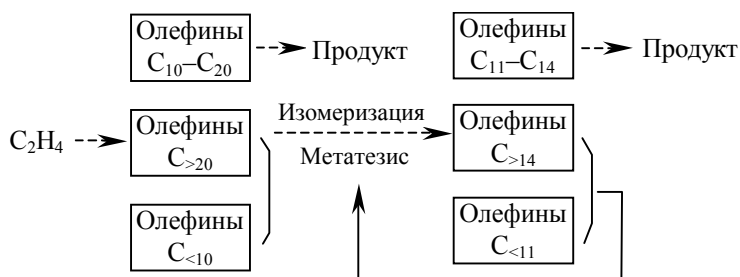 Олефины
C₁₀–C₂₀
Продукт
Олефины
C₁₁–C₁₄
Продукт
C₂H₄
Олефины
C>₂₀
Изомеризация
Метатезис
Олефины
C>₁₄
Олефины
C<₁₀
Олефины
C<₁₁